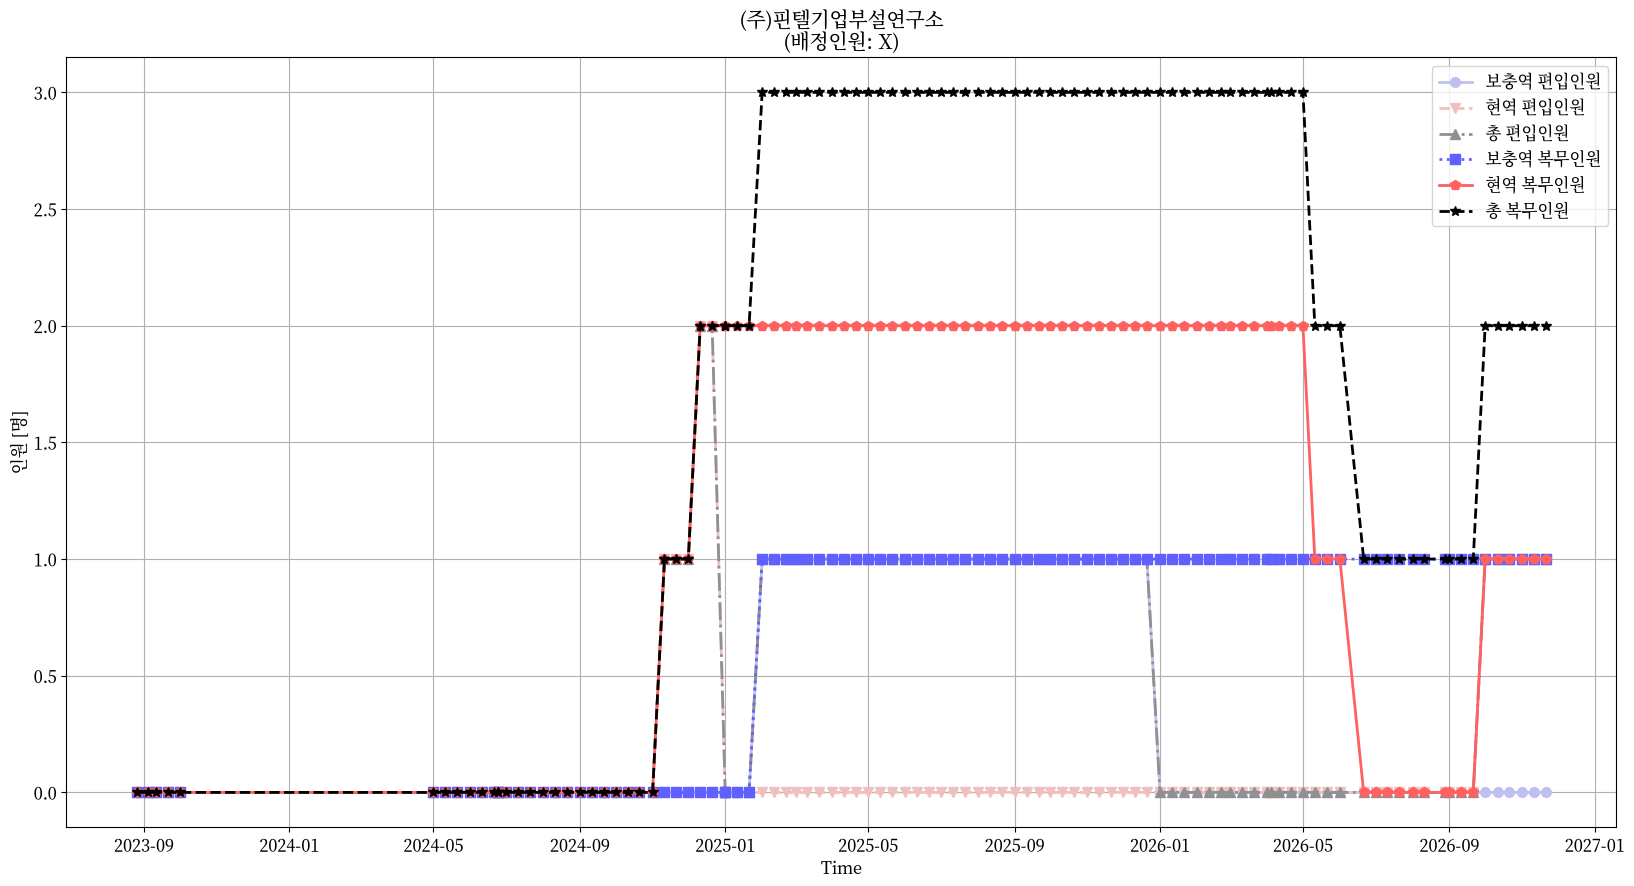 (주)핀텔기업부설연구소
(배정인원: X)
보충역 편입인원
현역 편입인원
총 편입인원
보충역 복무인원
현역 복무인원
총 복무인원
인원 [명]
3.0
2.5
2.0
1.5
1.0
0.5
0.0
2023-09
2024-01
2024-05
2024-09
2025-01
2025-05
2025-09
2026-01
2026-05
2026-09
2027-01
Time